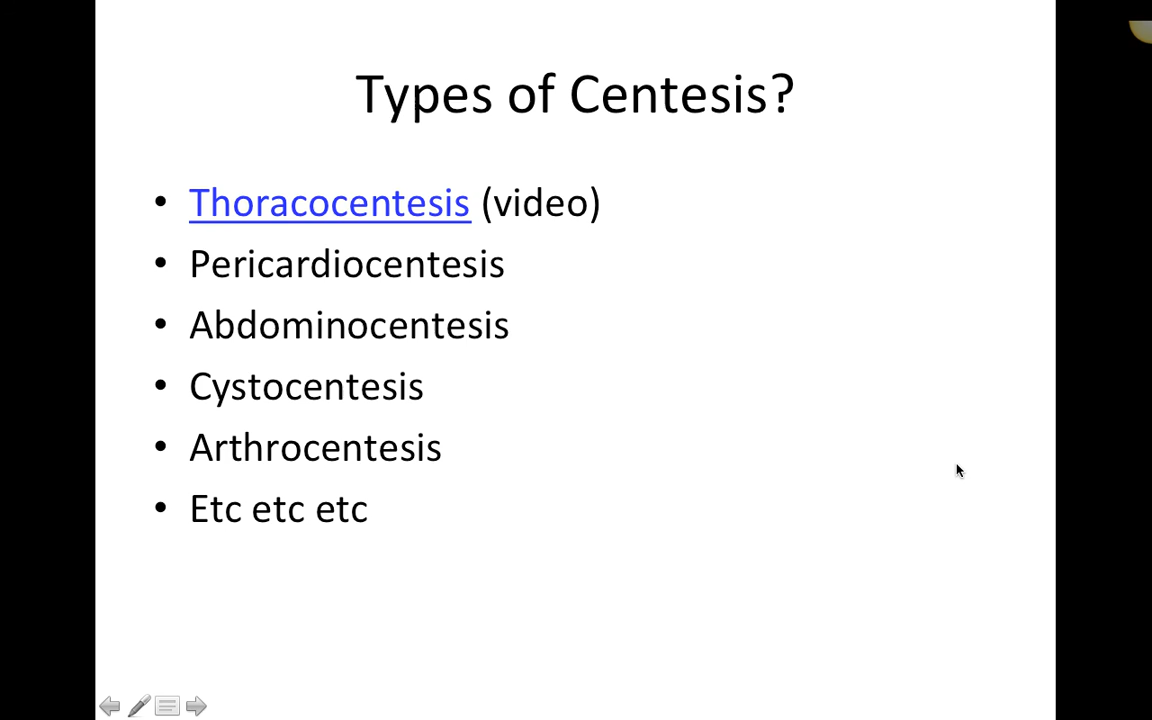 Types of Centesis?
• Thoracocentesis (video)
• Pericardiocentesis
• Abdominocentesis
• Cystocentesis
• Arthrocentesis
• Etc etc etc